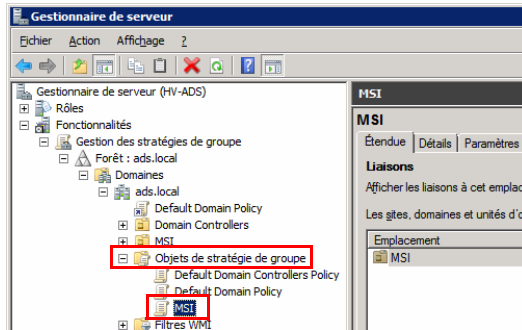 Gestionnaire de serveur
Fichier Action Affichage ?
Gestionnaire de serveur (HV-ADS)
Rôles
Fonctionnalités
Gestion des stratégies de groupe
Forêt : ads.local
Domaines
ads.local
Default Domain Policy
Domain Controllers
MSI
Objets de stratégie de groupe
Default Domain Controllers Policy
Default Domain Policy
MSI
Filtres WMI
MSI
MSI
Étendue Détails Paramètres
Liaisons
Afficher les liaisons à cet emplac
Les sites, domaines et unités d'o
Emplacement
MSI